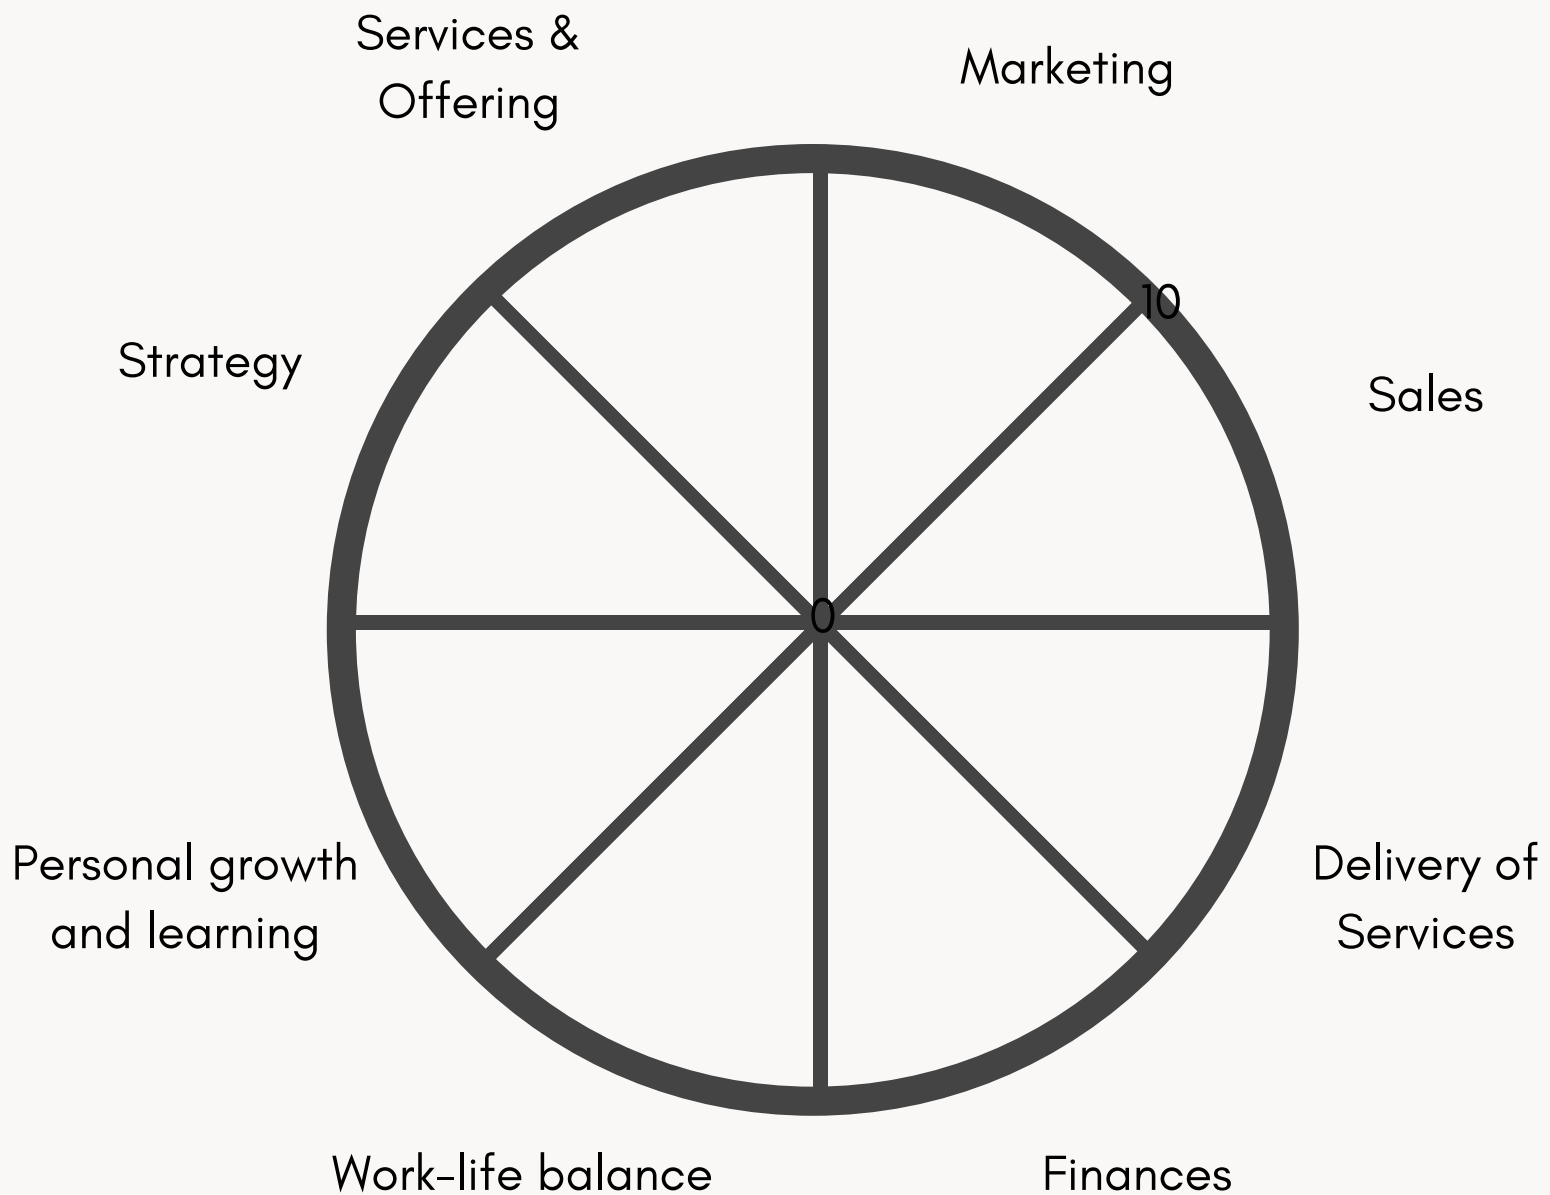 Services &
Offering
Marketing
10
Strategy
Sales
0
Personal growth
and learning
Delivery of
Services
Work-life balance
Finances